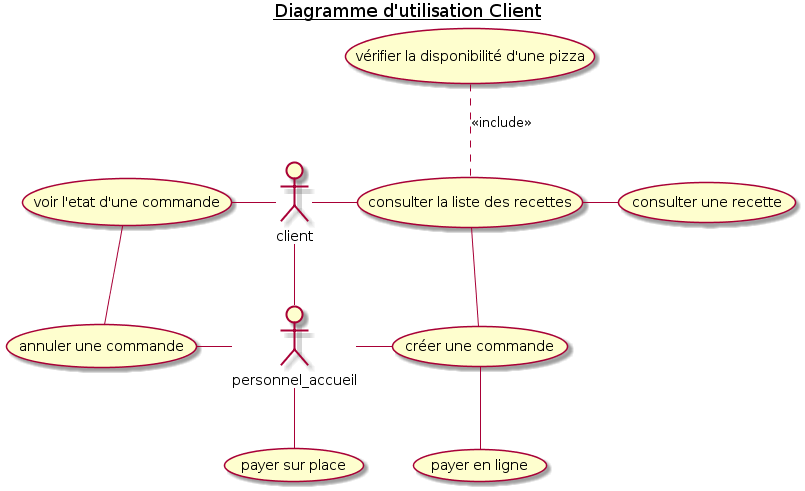 Diagramme d'utilisation Client
vérifier la disponibilité d'une pizza
«include»
voir l'etat d'une commande
client
consulter la liste des recettes
consulter une recette
annuler une commande
personnel_accueil
créer une commande
payer sur place
payer en ligne